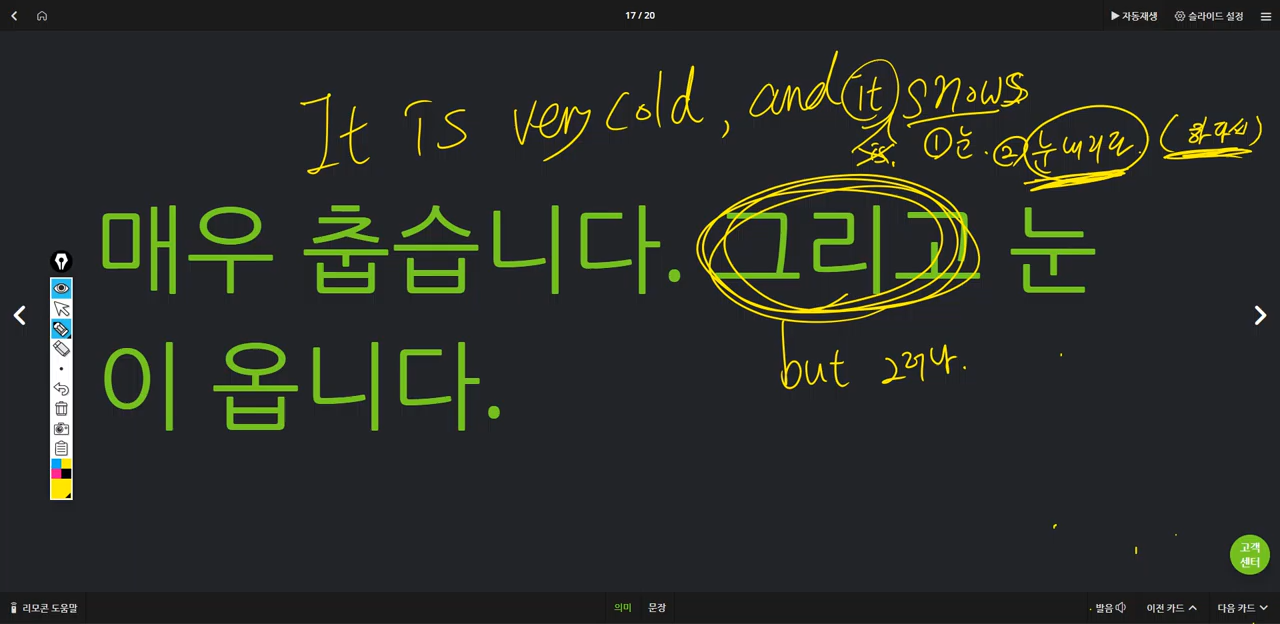 17 / 20
자동재생
슬라이드 설정
It is very cold, and it snows
is. ① 눈. ② 눈 내리다. (하다씨)
매우 춥습니다. 그리고 눈
이 옵니다.
but 그러나.
고객
센터
리모콘 도움말
의미
문장
발음
이전 카드
다음 카드